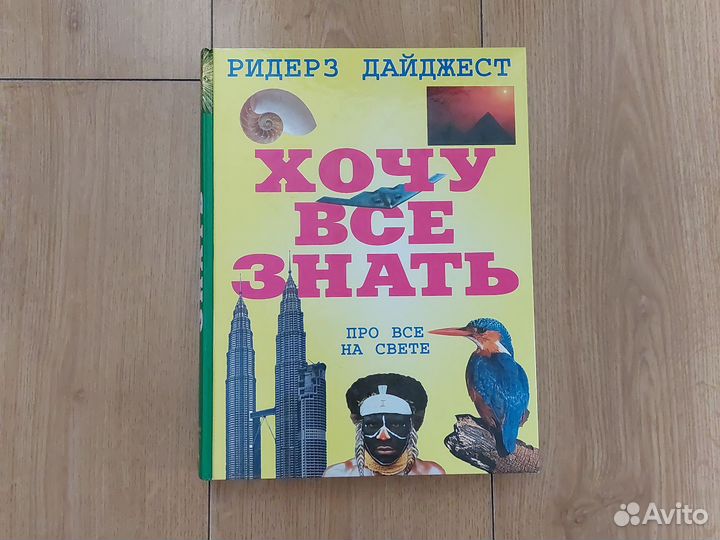 РИДЕРЗ ДАЙДЖЕСТ
ХОЧУ
ВСЕ
ЗНАТЬ
ПРО ВСЕ
НА СВЕТЕ
Avito